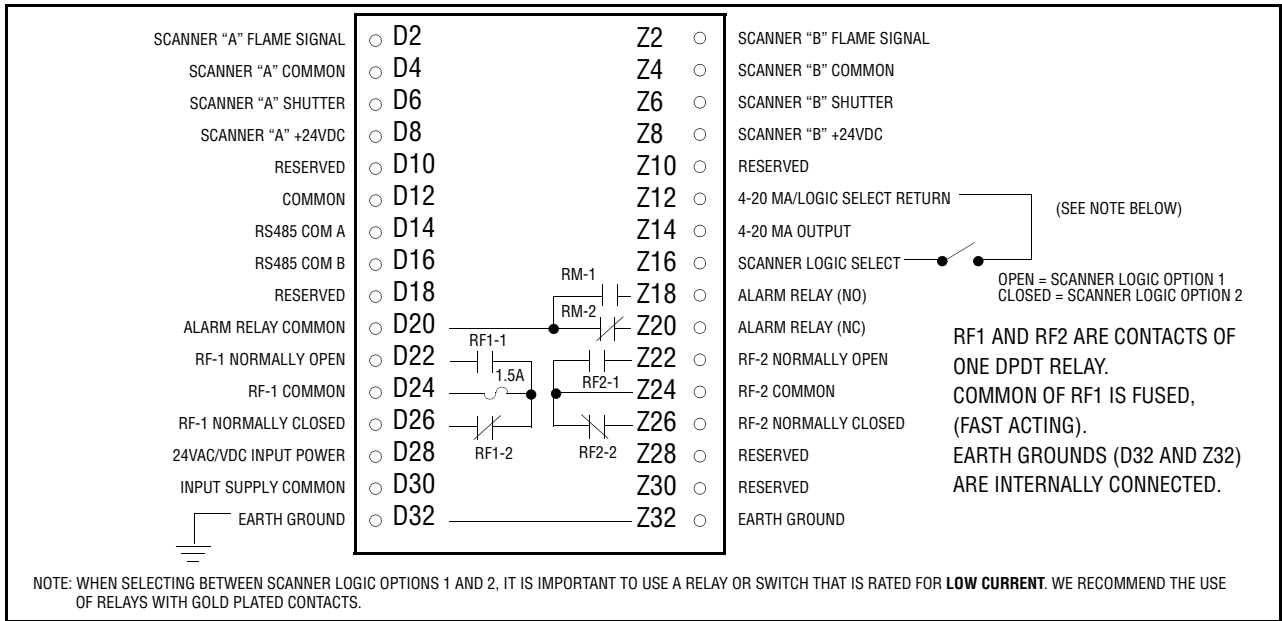 SCANNER “A” FLAME SIGNAL D2 Z2 SCANNER “B” FLAME SIGNAL
SCANNER “A” COMMON D4 Z4 SCANNER “B” COMMON
SCANNER “A” SHUTTER D6 Z6 SCANNER “B” SHUTTER
SCANNER “A” +24VDC D8 Z8 SCANNER “B” +24VDC
RESERVED D10 Z10 RESERVED
COMMON D12 Z12 4-20 MA/LOGIC SELECT RETURN
(SEE NOTE BELOW)
RS485 COM A D14 Z14 4-20 MA OUTPUT
RS485 COM B D16 Z16 SCANNER LOGIC SELECT
OPEN = SCANNER LOGIC OPTION 1
CLOSED = SCANNER LOGIC OPTION 2
RM-1
RESERVED D18 Z18 ALARM RELAY (NO)
RM-2
ALARM RELAY COMMON D20 Z20 ALARM RELAY (NC)
RF1-1
RF-1 NORMALLY OPEN D22 Z22 RF-2 NORMALLY OPEN
1.5A RF2-1
RF-1 COMMON D24 Z24 RF-2 COMMON
RF-1 NORMALLY CLOSED D26 Z26 RF-2 NORMALLY CLOSED
RF1-2 RF2-2
24VAC/VDC INPUT POWER D28 Z28 RESERVED
INPUT SUPPLY COMMON D30 Z30 RESERVED
EARTH GROUND D32 Z32 EARTH GROUND
RF1 AND RF2 ARE CONTACTS OF
ONE DPDT RELAY.
COMMON OF RF1 IS FUSED,
(FAST ACTING).
EARTH GROUNDS (D32 AND Z32)
ARE INTERNALLY CONNECTED.
NOTE: WHEN SELECTING BETWEEN SCANNER LOGIC OPTIONS 1 AND 2, IT IS IMPORTANT TO USE A RELAY OR SWITCH THAT IS RATED FOR LOW CURRENT. WE RECOMMEND THE USE
OF RELAYS WITH GOLD PLATED CONTACTS.